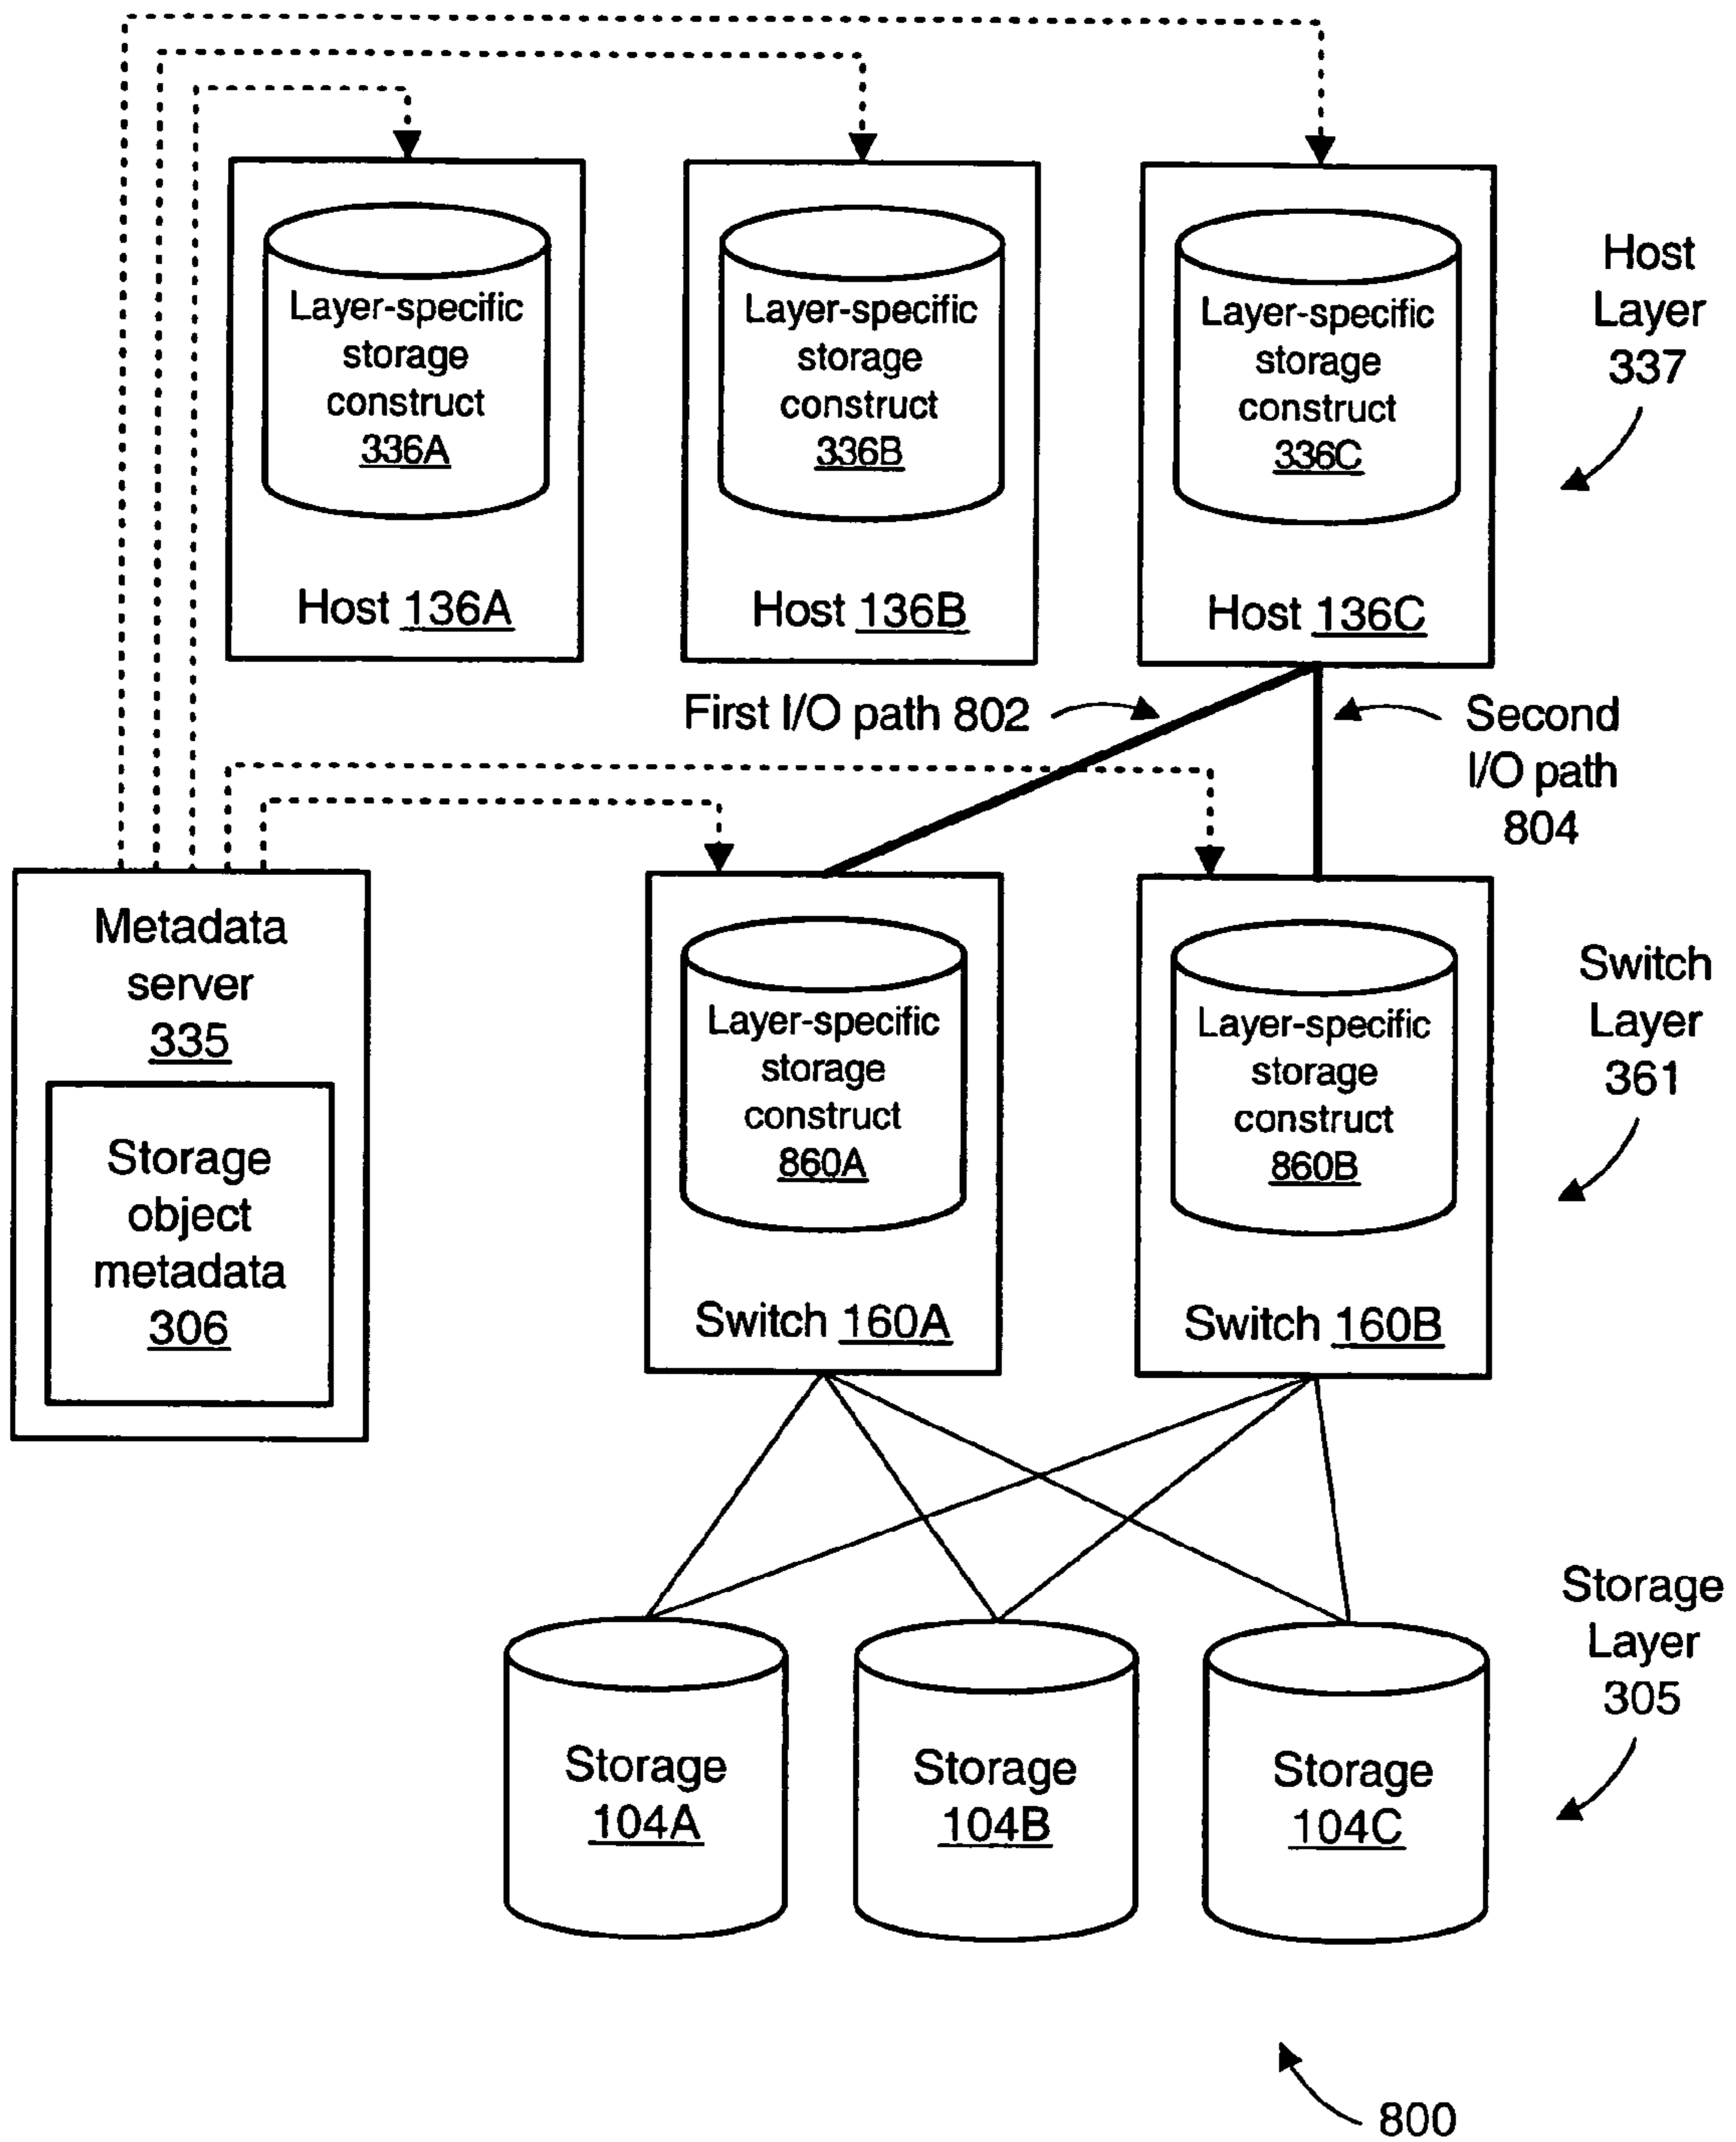 Layer-specific
storage
construct
336A
Host 136A
Layer-specific
storage
construct
336B
Host 136B
Layer-specific
storage
construct
336C
Host 136C
Host
Layer
337
First I/O path 802
Second
I/O path
804
Metadata
server
335
Storage
object
metadata
306
Layer-specific
storage
construct
860A
Switch 160A
Layer-specific
storage
construct
860B
Switch 160B
Switch
Layer
361
Storage
104A
Storage
104B
Storage
104C
Storage
Layer
305
800